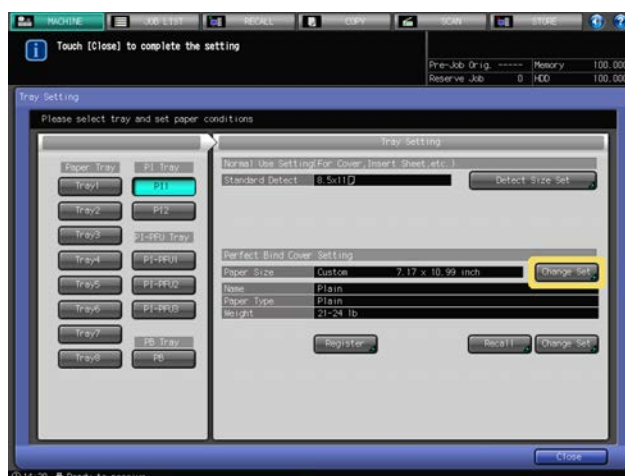 MACHINE JOB LIST RECALL COPY SCAN STORE
Touch [Close] to complete the setting
Pre-Job Orig. ----- Memory 100.000
Reserve Job 0 HDD 100.000
Tray Setting
Please select tray and set paper conditions
Tray Setting
Paper Tray PI Tray
Normal Use Setting(For Cover,Insert Sheet,etc.)
Tray1 PI1 Standard Detect 8.5x11 Detect Size Set
Tray2 PI2
Tray3 PI-PFU Tray
Tray4 PI-PFU1 Perfect Bind Cover Setting
Paper Size Custom 7.17 x 10.99 inch Change Set
Tray5 PI-PFU2 Name Plain
Paper Type Plain
Tray6 PI-PFU3 Weight 21-24 lb
Tray7 PB Tray Register Recall Change Set
Tray8 PB
Close
14:20 Ready to receive